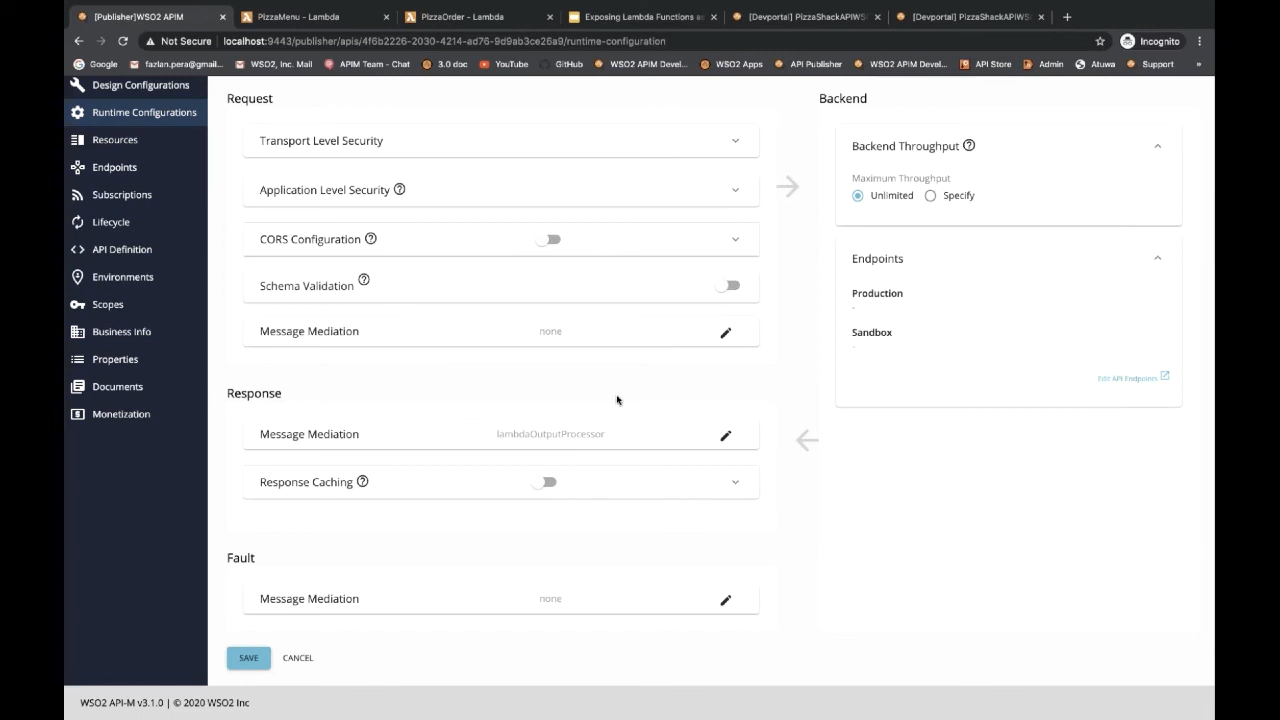 [Publisher]WSO2 APIM
PizzaMenu - Lambda
PizzaOrder - Lambda
Exposing Lambda Functions as
[Devportal] PizzaShackAPIWS
[Devportal] PizzaShackAPIWS
Not Secure
localhost:9443/publisher/apis/4f6b2226-2030-4214-ad76-9d9ab3ce26a9/runtime-configuration
Incognito
Google
fazlan.pera@gmail...
WSO2, Inc. Mail
APIM Team - Chat
3.0 doc
YouTube
GitHub
WSO2 APIM Devel...
WSO2 Apps
API Publisher
WSO2 APIM Devel...
API Store
Admin
Atuwa
Support
»
Design Configurations
Runtime Configurations
Resources
Endpoints
Subscriptions
Lifecycle
API Definition
Environments
Scopes
Business Info
Properties
Documents
Monetization
Request
Transport Level Security
Application Level Security
CORS Configuration
Schema Validation
Message Mediation none
Response
Message Mediation lambdaOutputProcessor
Response Caching
Fault
Message Mediation none
SAVE CANCEL
Backend
Backend Throughput
Maximum Throughput
Unlimited Specify
Endpoints
Production
-
Sandbox
-
Edit API Endpoints
WSO2 API-M v3.1.0 | © 2020 WSO2 Inc